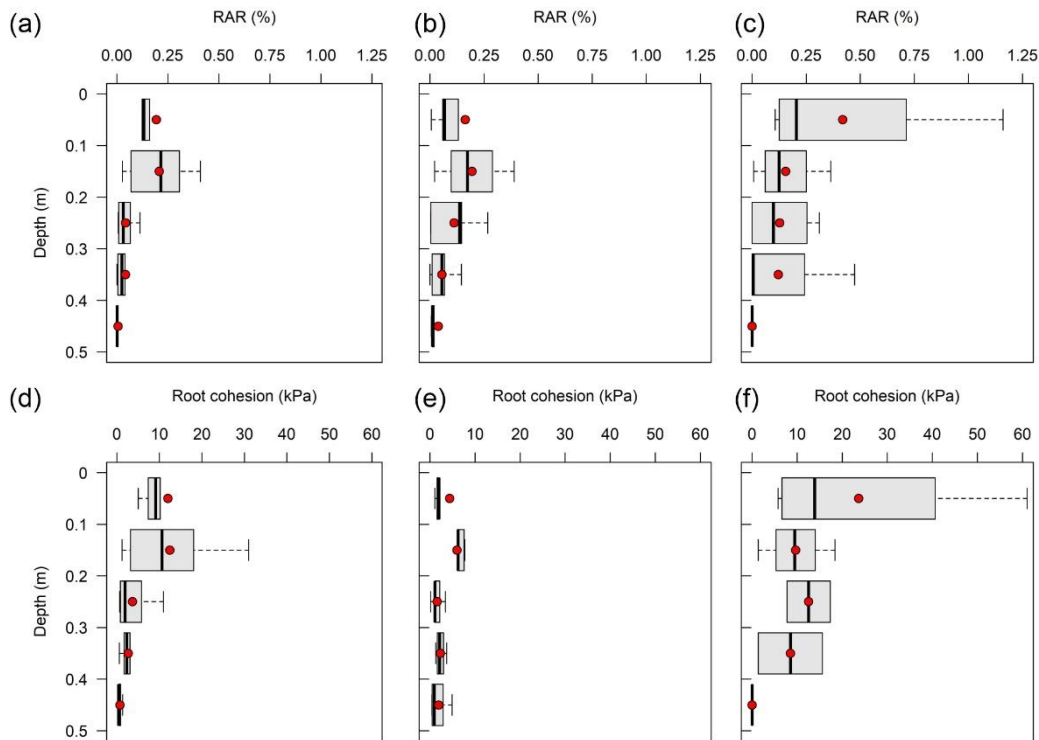 (a) RAR (%)
0.00 0.25 0.50 0.75 1.00 1.25
(b) RAR (%)
0.00 0.25 0.50 0.75 1.00 1.25
(c) RAR (%)
0.00 0.25 0.50 0.75 1.00 1.25
Depth (m)
0
0.1
0.2
0.3
0.4
0.5
(d) Root cohesion (kPa)
0 10 20 30 40 50 60
(e) Root cohesion (kPa)
0 10 20 30 40 50 60
(f) Root cohesion (kPa)
0 10 20 30 40 50 60
Depth (m)
0
0.1
0.2
0.3
0.4
0.5